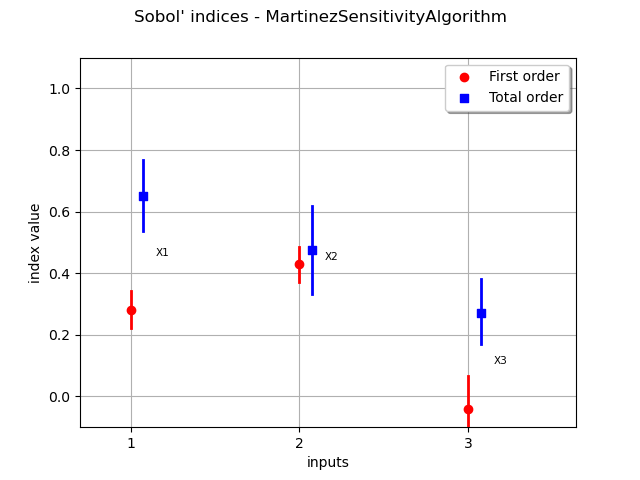 Sobol' indices - MartinezSensitivityAlgorithm
First order
Total order
1.0
0.8
0.6
0.4
0.2
0.0
index value
X1
X2
X3
1
2
3
inputs